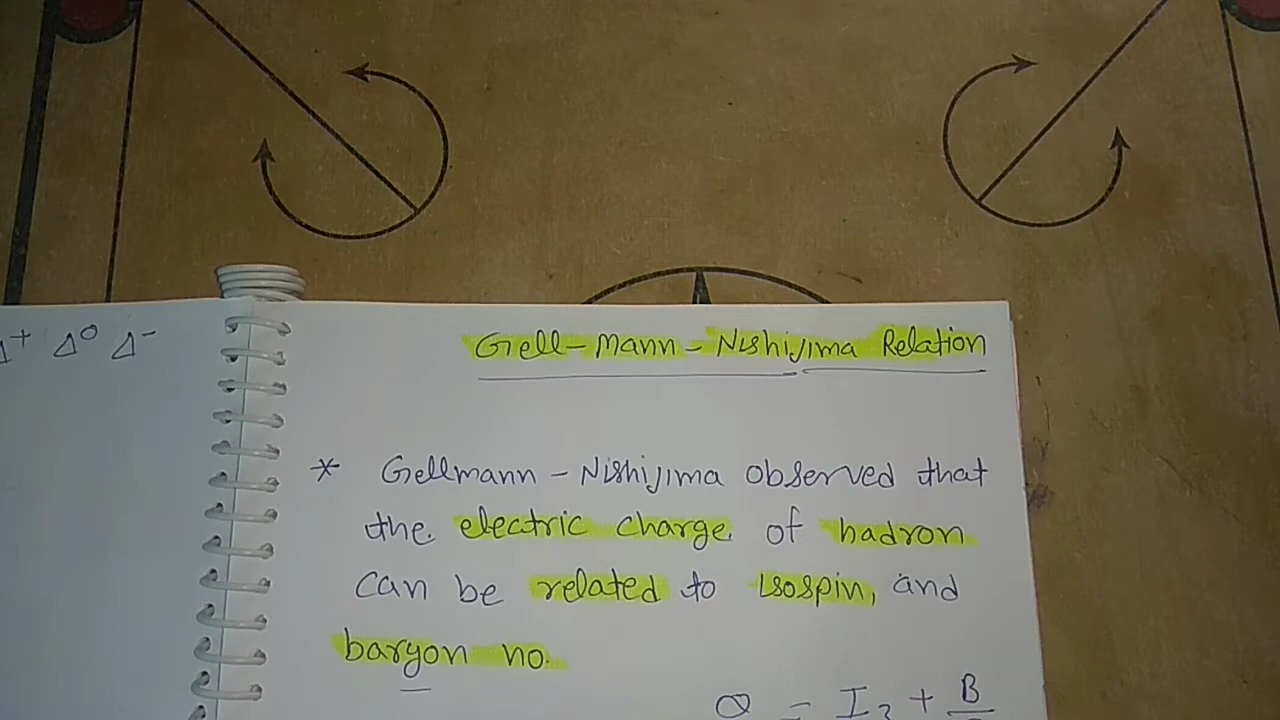 Δ⁺ Δ⁰ Δ⁻
Gell-Mann-Nishijima Relation
* Gellmann-Nishijima observed that
the electric charge of hadron
can be related to Isospin, and
baryon no.
Q = I₃ + B